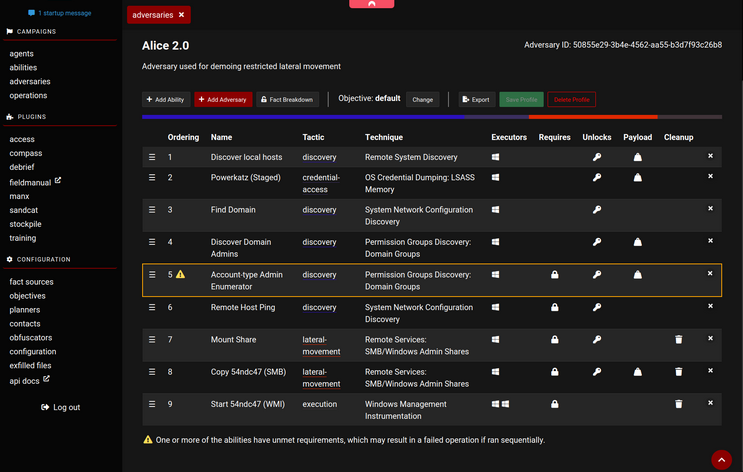 1 startup message
CAMPAIGNS
agents
abilities
adversaries
operations
PLUGINS
access
compass
debrief
fieldmanual
manx
sandcat
stockpile
training
CONFIGURATION
fact sources
objectives
planners
contacts
obfuscators
configuration
exfilled files
api docs
Log out
adversaries ×
Alice 2.0
Adversary ID: 50855e29-3b4e-4562-aa55-b3d7f93c26b8
Adversary used for demoing restricted lateral movement
+ Add Ability + Add Adversary Fact Breakdown Objective: default Change Export Save Profile Delete Profile
Ordering Name Tactic Technique Executors Requires Unlocks Payload Cleanup
1 Discover local hosts discovery Remote System Discovery ×
2 Powerkatz (Staged) credential- OS Credential Dumping: LSASS ×
access Memory
3 Find Domain discovery System Network Configuration ×
Discovery
4 Discover Domain discovery Permission Groups Discovery: ×
Admins Domain Groups
5 Account-type Admin discovery Permission Groups Discovery: ×
Enumerator Domain Groups
6 Remote Host Ping discovery System Network Configuration ×
Discovery
7 Mount Share lateral- Remote Services: ×
movement SMB/Windows Admin Shares
8 Copy 54ndc47 (SMB) lateral- Remote Services: ×
movement SMB/Windows Admin Shares
9 Start 54ndc47 (WMI) execution Windows Management ×
Instrumentation
One or more of the abilities have unmet requirements, which may result in a failed operation if ran sequentially.